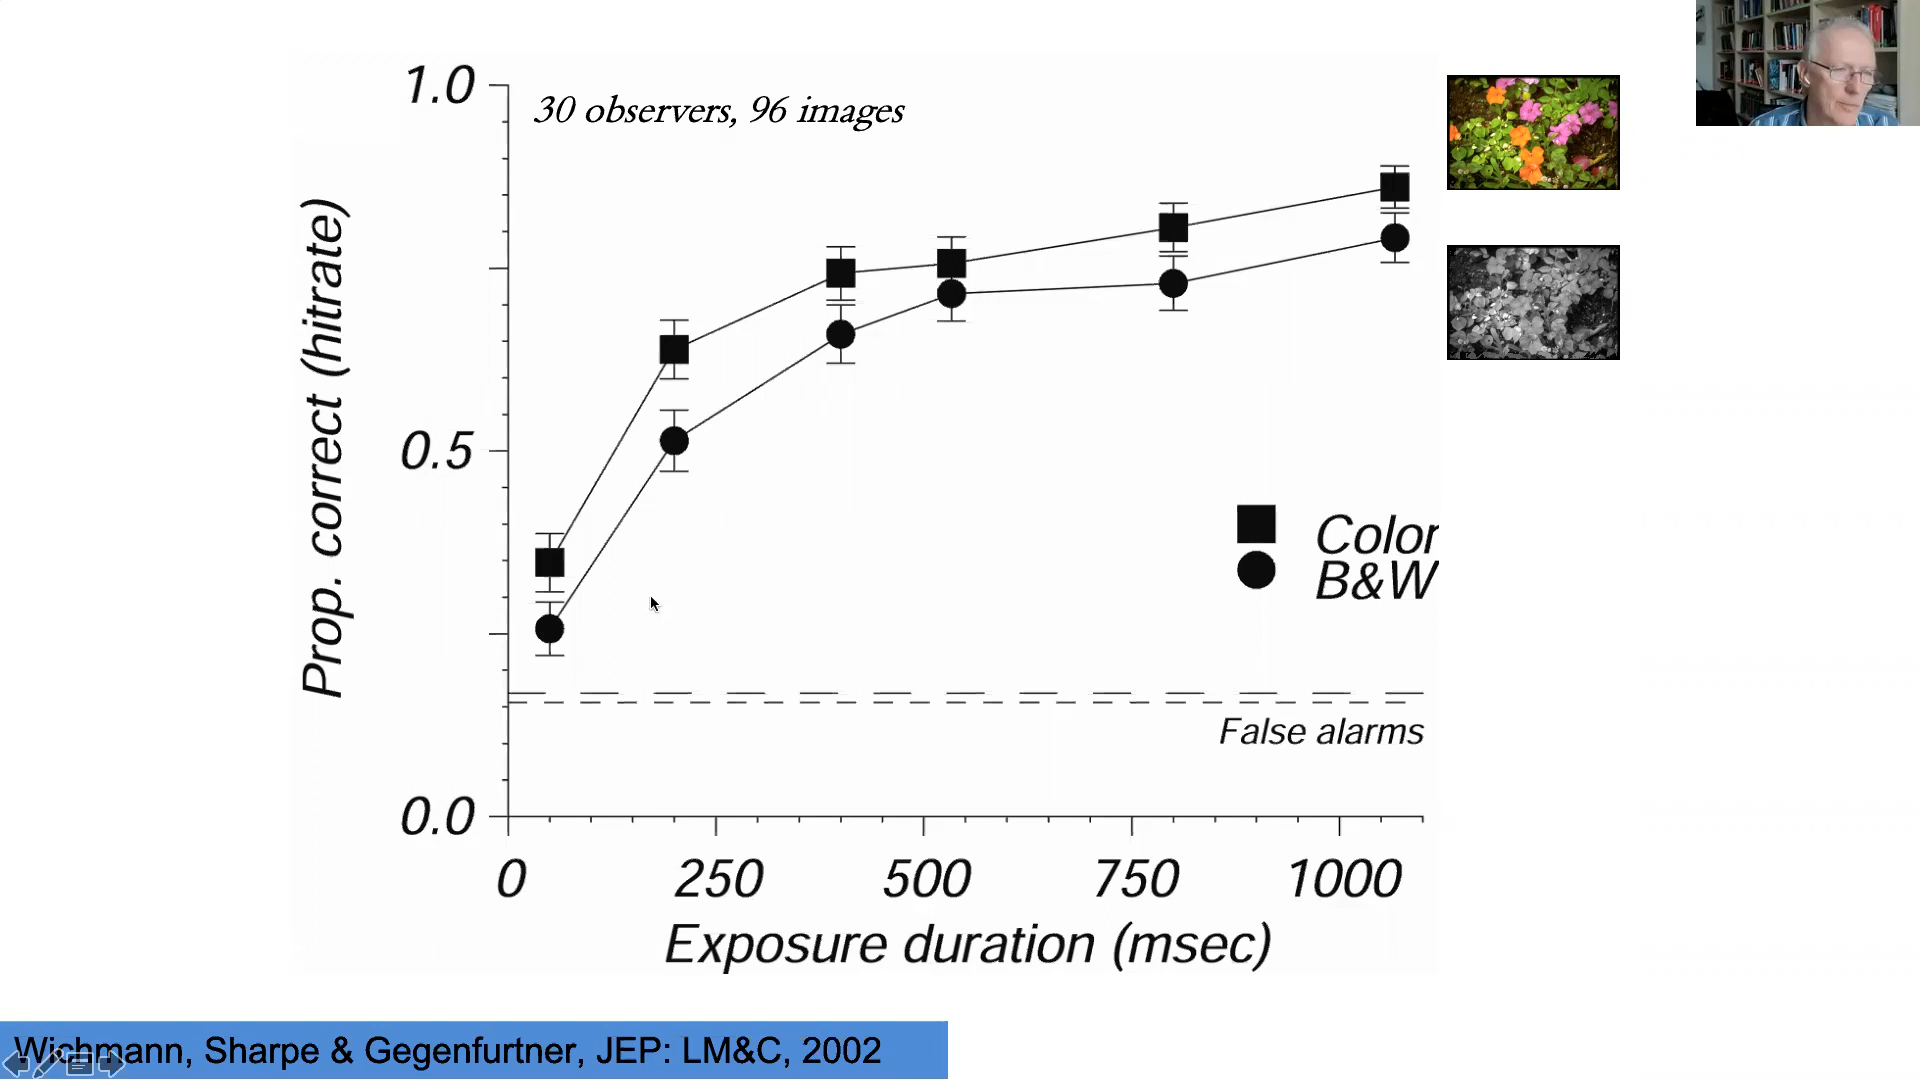 1.0
30 observers, 96 images
0.5
0.0
Prop. correct (hitrate)
Color
B&W
False alarms
0
250
500
750
1000
Exposure duration (msec)
Wichmann, Sharpe & Gegenfurtner, JEP: LM&C, 2002